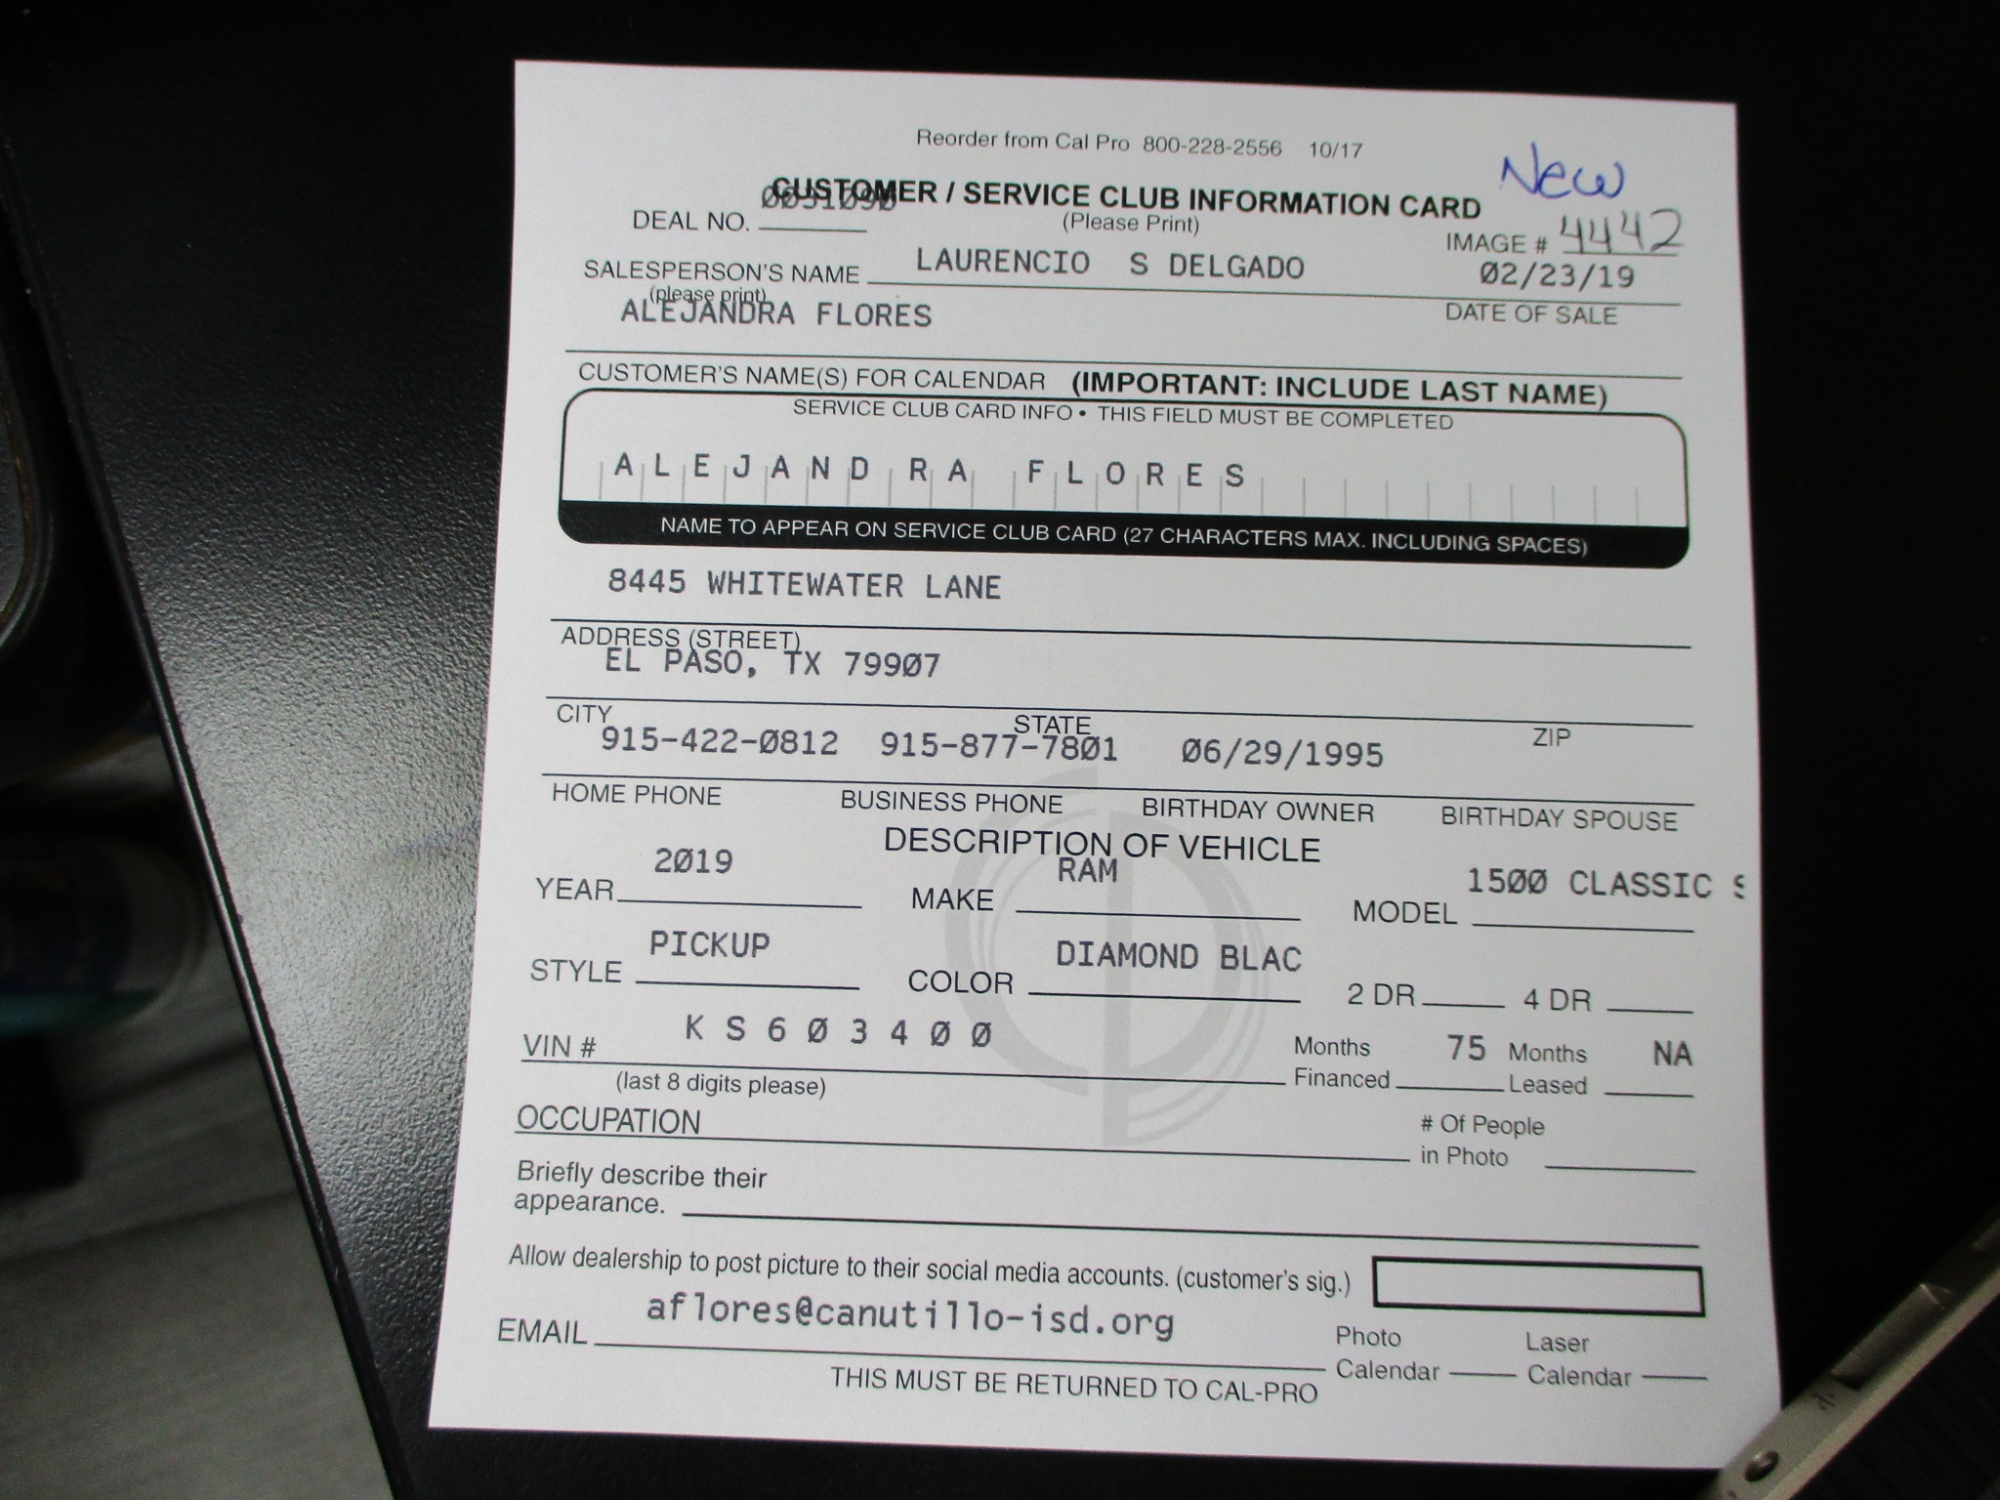 Reorder from Cal Pro 800-228-2556 10/17
New
CUSTOMER / SERVICE CLUB INFORMATION CARD
(Please Print)
DEAL NO.
IMAGE # 4442
SALESPERSON'S NAME LAURENCIO S DELGADO 02/23/19
(please print)
DATE OF SALE
ALEJANDRA FLORES
CUSTOMER'S NAME(S) FOR CALENDAR (IMPORTANT: INCLUDE LAST NAME)
SERVICE CLUB CARD INFO • THIS FIELD MUST BE COMPLETED
ALEJANDRA FLORES
NAME TO APPEAR ON SERVICE CLUB CARD (27 CHARACTERS MAX. INCLUDING SPACES)
8445 WHITEWATER LANE
ADDRESS (STREET)
EL PASO, TX 79907
CITY STATE ZIP
915-422-0812 915-877-7801 06/29/1995
HOME PHONE BUSINESS PHONE BIRTHDAY OWNER BIRTHDAY SPOUSE
DESCRIPTION OF VEHICLE
YEAR 2019 MAKE RAM MODEL 1500 CLASSIC S
STYLE PICKUP COLOR DIAMOND BLAC 2 DR 4 DR
VIN # KS603400 Months Financed 75 Months Leased NA
(last 8 digits please)
OCCUPATION # Of People in Photo
Briefly describe their
appearance.
Allow dealership to post picture to their social media accounts. (customer's sig.)
EMAIL aflores@canutillo-isd.org Photo Calendar Laser Calendar
THIS MUST BE RETURNED TO CAL-PRO